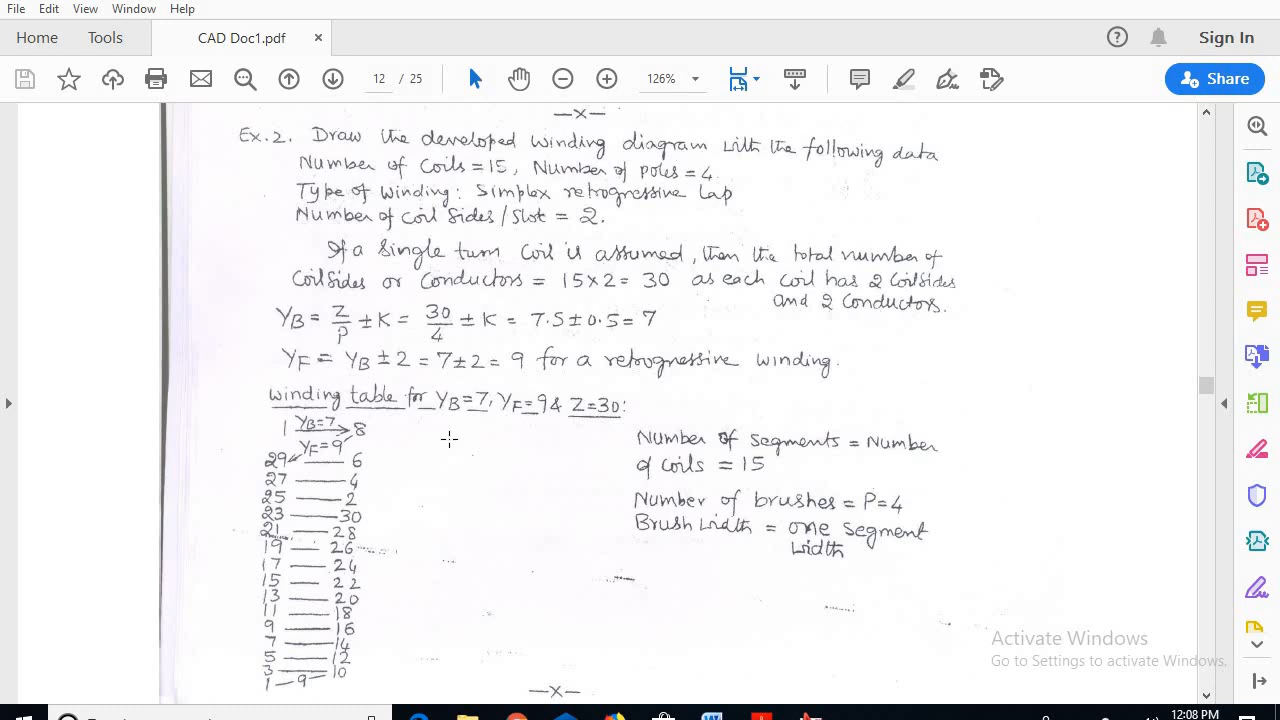 File Edit View Window Help
Home Tools CAD Doc1.pdf × Sign In
12 / 25 126% Share
—x—
Ex.2. Draw the developed winding diagram with the following data
Number of Coils = 15, Number of poles = 4
Type of winding: Simplex retrogressive Lap
Number of coil sides / Slot = 2.
If a single turn coil is assumed, then the total number of
Coilsides or Conductors = 15×2 = 30 as each coil has 2 Coilsides
and 2 conductors.
YB = Z/P ± K = 30/4 ± K = 7.5 ± 0.5 = 7
YF = YB ± 2 = 7 ± 2 = 9 for a retrogressive winding.
Winding table for YB = 7, YF = 9 & Z = 30:
1 YB=7 8
YF=9
29 — 6
27 — 4
25 — 2
23 — 30
21 — 28
19 — 26
17 — 24
15 — 22
13 — 20
11 — 18
9 — 16
7 — 14
5 — 12
3 — 10
1 — 9 —
Number of segments = Number
of coils = 15
Number of brushes = P = 4
Brush width = one segment
width
—x—
Activate Windows
Go to Settings to activate Windows.
12:08 PM